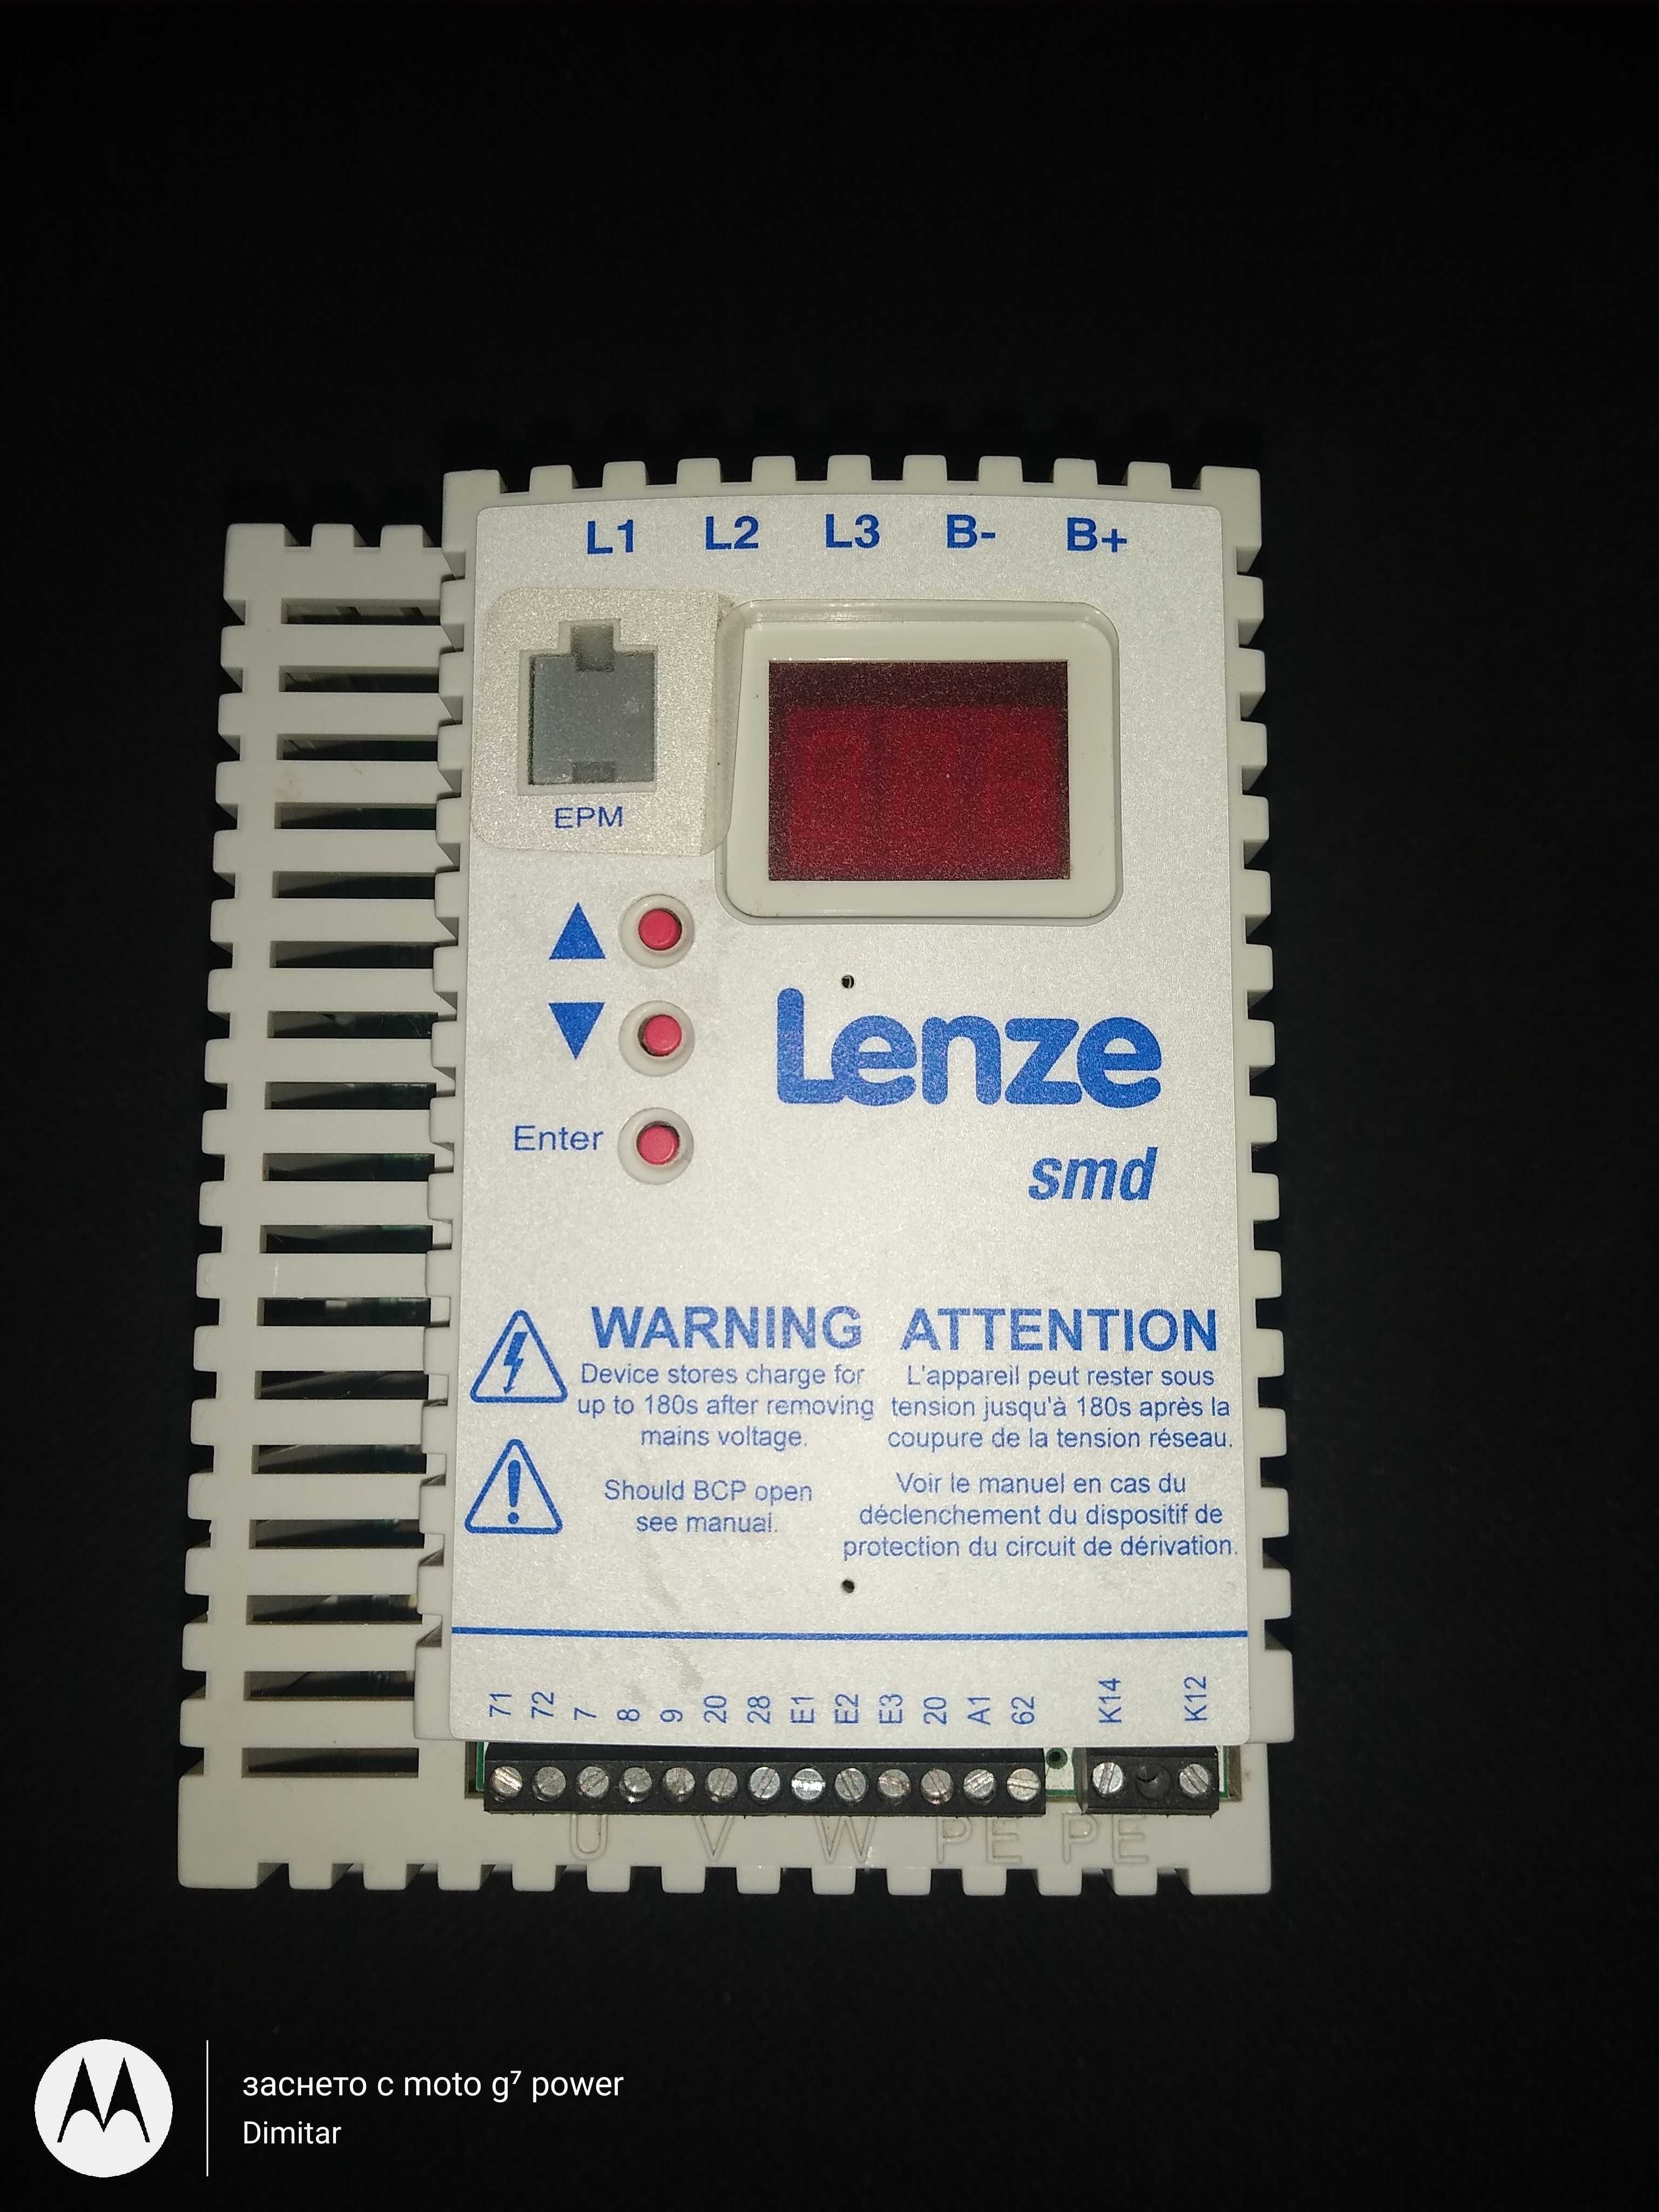 L1 L2 L3 B- B+
EPM
Enter
Lenze
smd
WARNING
Device stores charge for
up to 180s after removing
mains voltage.
Should BCP open
see manual.
ATTENTION
L'appareil peut rester sous
tension jusqu'à 180s après la
coupure de la tension réseau.
Voir le manuel en cas du
déclenchement du dispositif de
protection du circuit de dérivation.
71 72 7 8 9 20 28 E1 E2 E3 20 A1 62 K14 K12
U V W PE PE
заснето с moto g⁷ power
Dimitar